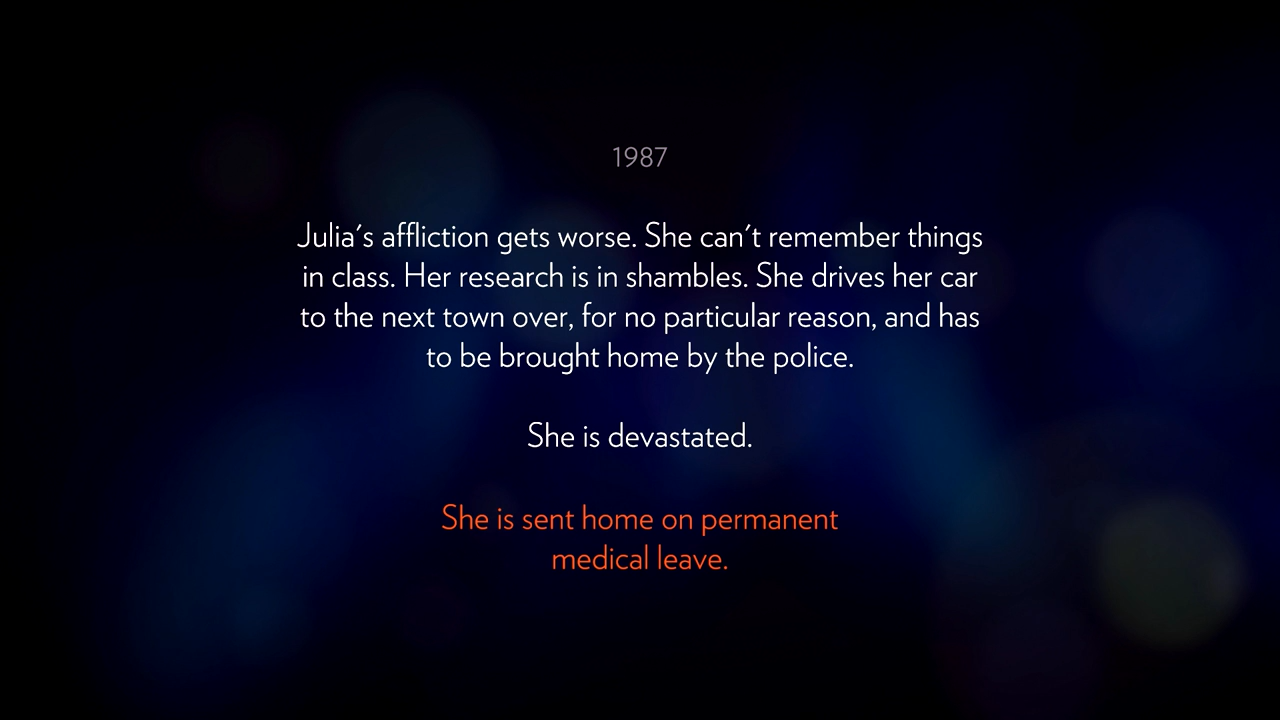 1987
Julia's affliction gets worse. She can't remember things
in class. Her research is in shambles. She drives her car
to the next town over, for no particular reason, and has
to be brought home by the police.
She is devastated.
She is sent home on permanent
medical leave.